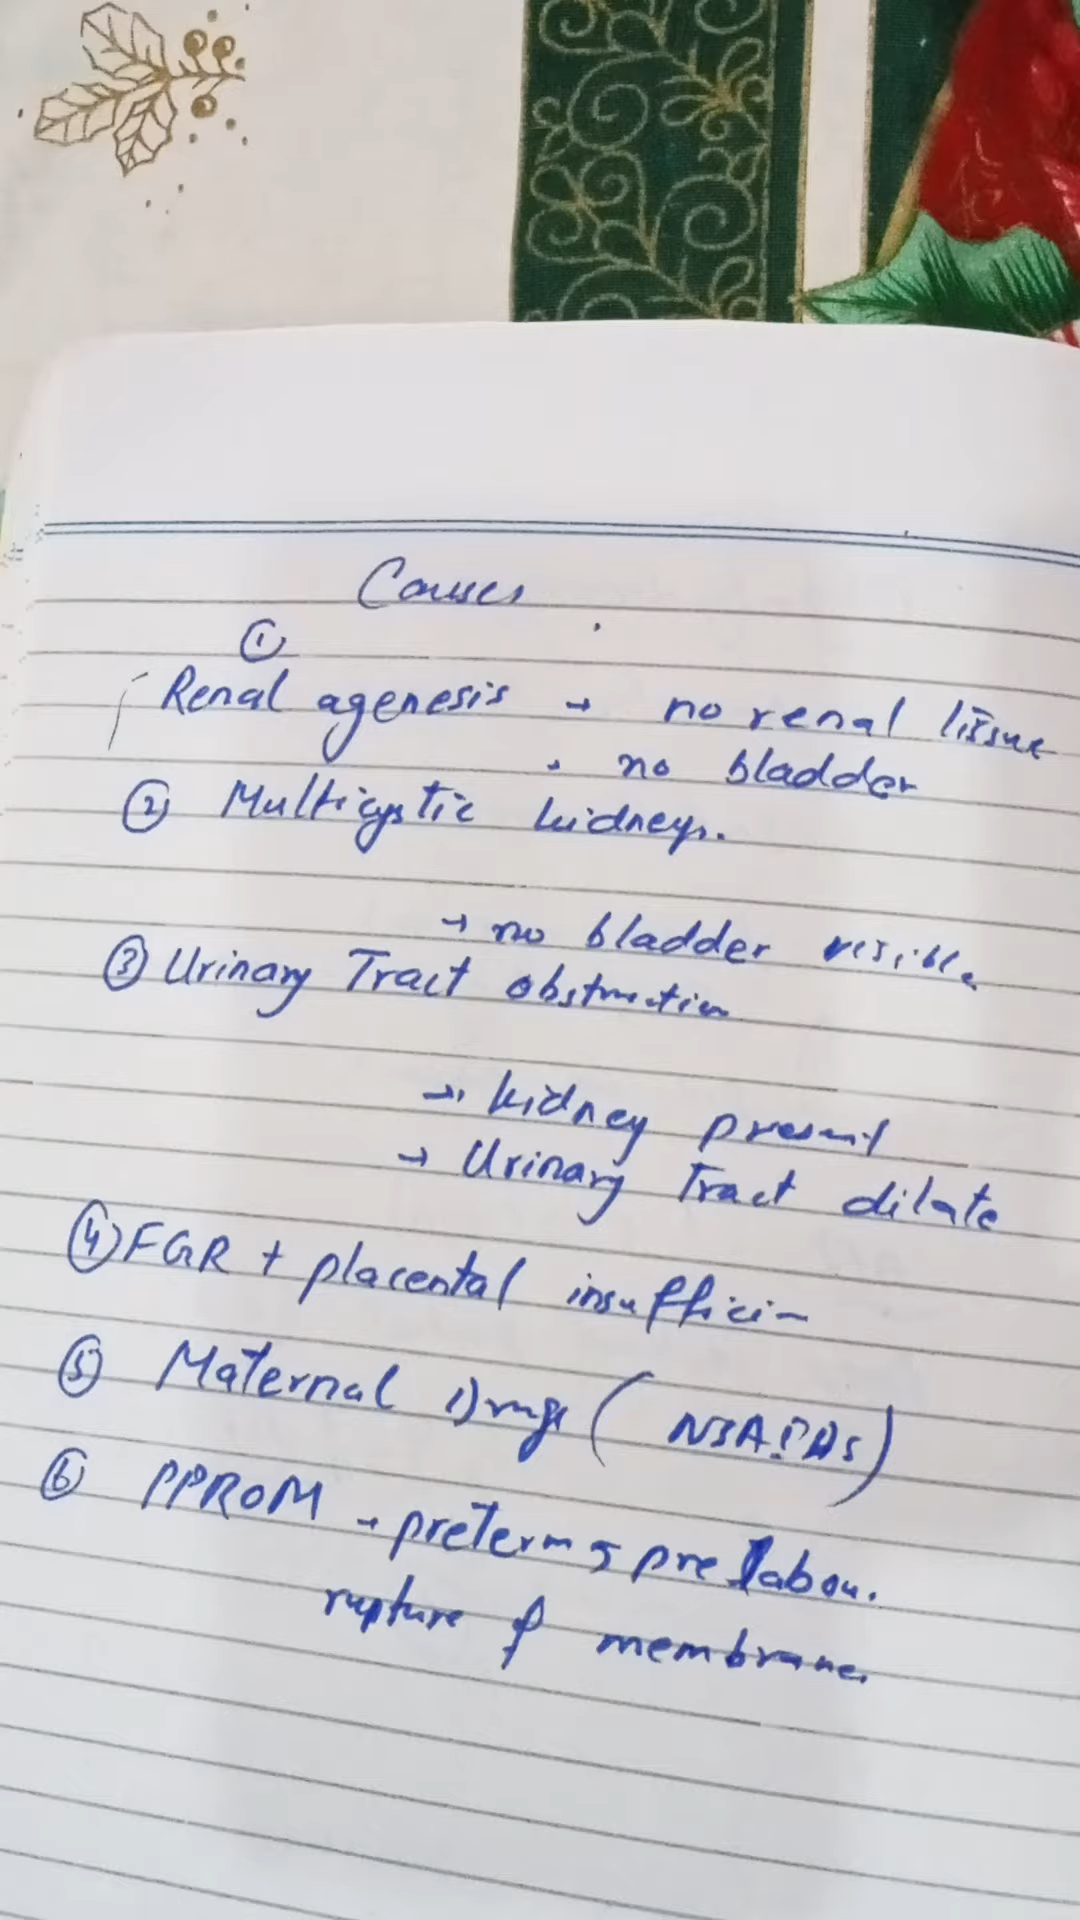 Causes
①
Renal agenesis → no renal tissue
→ no bladder
② Multicystic kidneys.
→ no bladder visible
③ Urinary Tract obstruction
→ kidney present
→ Urinary Tract dilate
④ FGR + placental insuffici
⑤ Maternal Drugs (NSAIDs)
⑥ PPROM → preterm pre labou.
rupture of membrane.